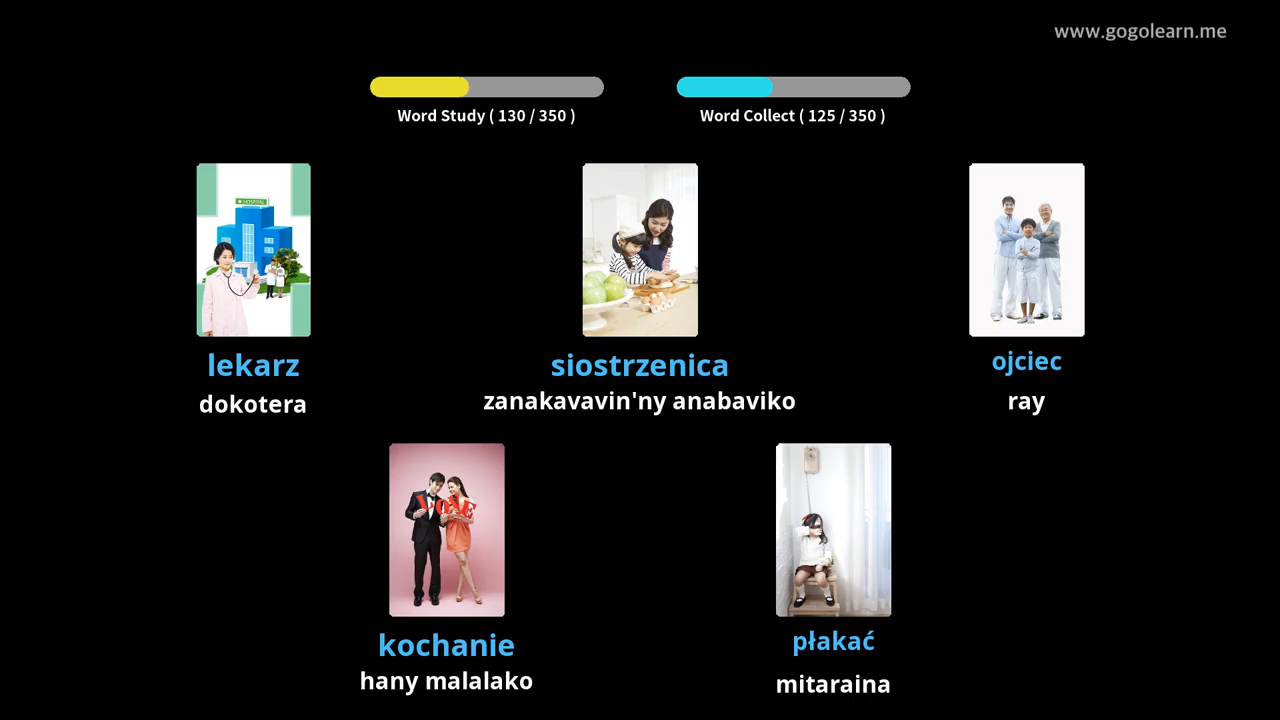 www.gogolearn.me
Word Study ( 130 / 350 )
Word Collect ( 125 / 350 )
HOSPITAL
lekarz
dokotera
siostrzenica
zanakavavin'ny anabaviko
ojciec
ray
kochanie
hany malalako
płakać
mitaraina